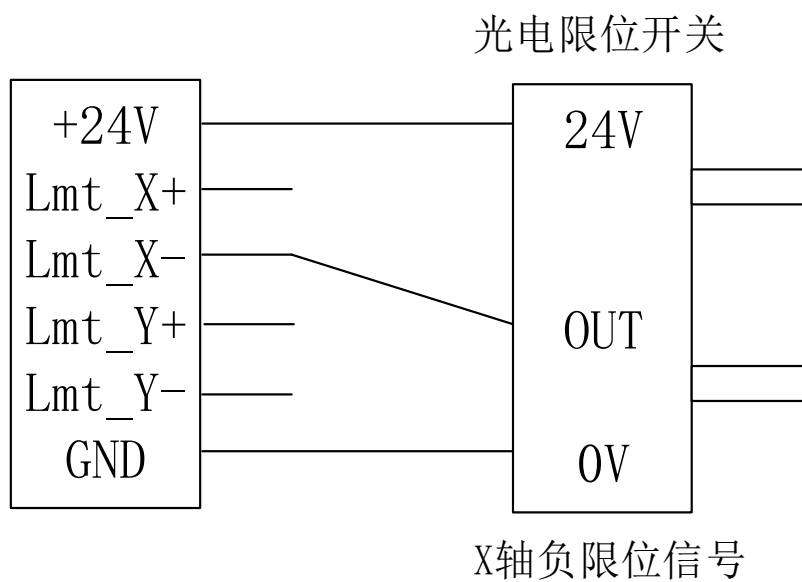 光电限位开关
+24V
Lmt_X+
Lmt_X-
Lmt_Y+
Lmt_Y-
GND
24V
OUT
0V
X轴负限位信号